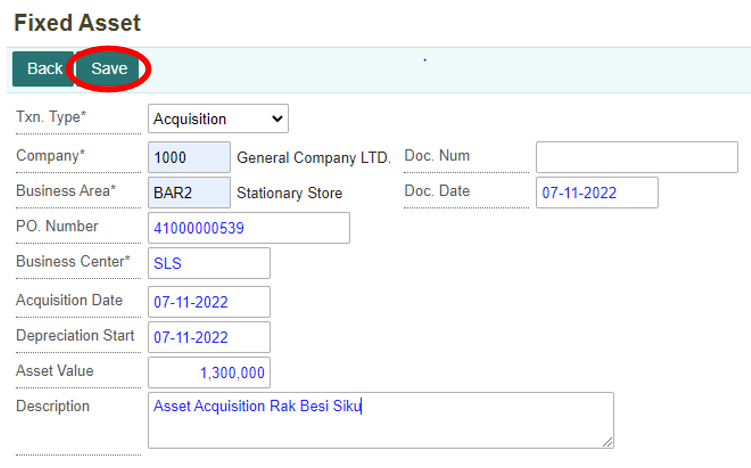 Fixed Asset
Back Save
Txn. Type* Acquisition
Company* 1000 General Company LTD. Doc. Num
Business Area* BAR2 Stationary Store Doc. Date 07-11-2022
PO. Number 41000000539
Business Center* SLS
Acquisition Date 07-11-2022
Depreciation Start 07-11-2022
Asset Value 1,300,000
Description Asset Acquisition Rak Besi Siku